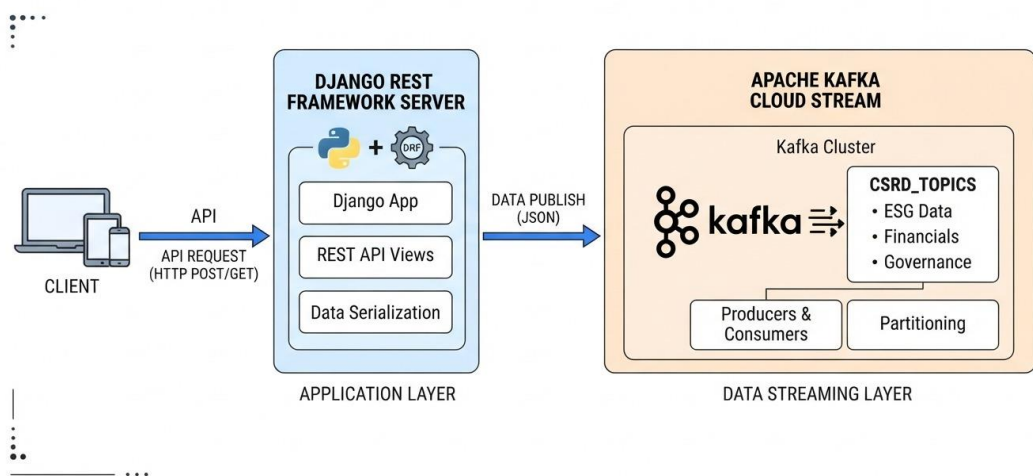 CLIENT
API
API REQUEST
(HTTP POST/GET)
DJANGO REST
FRAMEWORK SERVER
+
DRF
Django App
REST API Views
Data Serialization
APPLICATION LAYER
DATA PUBLISH
(JSON)
APACHE KAFKA
CLOUD STREAM
Kafka Cluster
kafka
CSRD_TOPICS
• ESG Data
• Financials
• Governance
Producers &
Consumers
Partitioning
DATA STREAMING LAYER